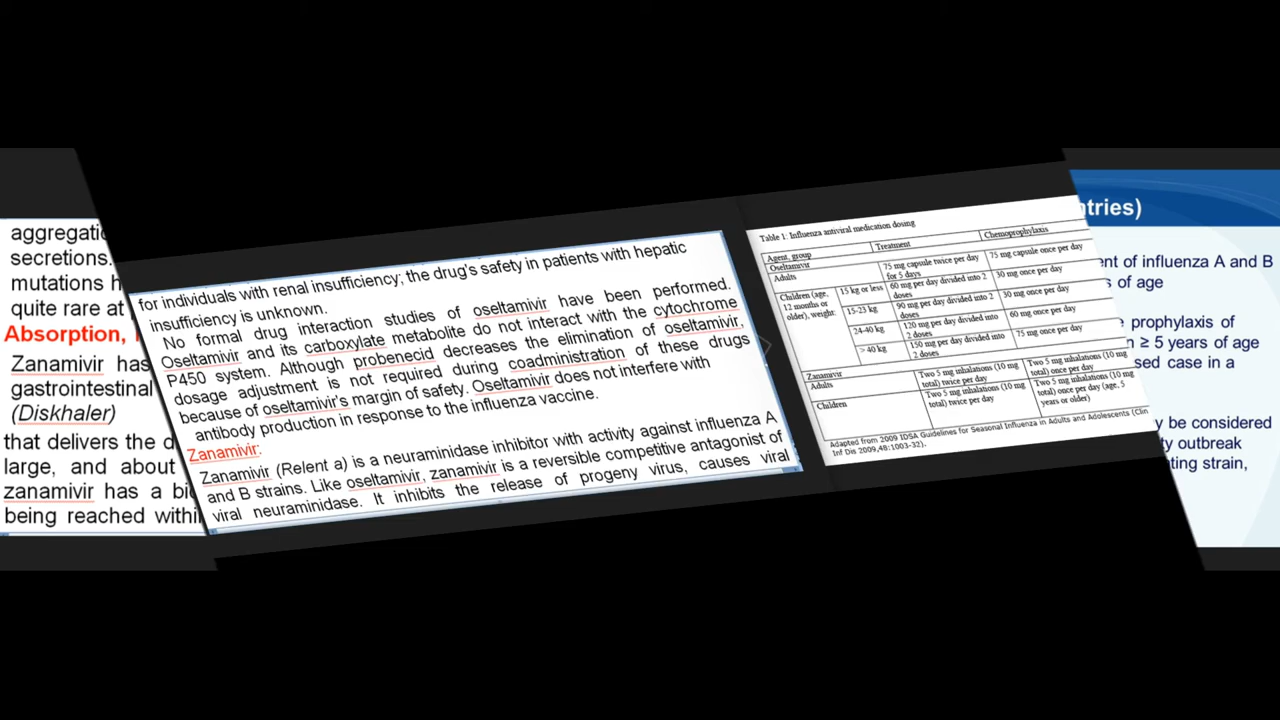 aggregatio
secretions.
mutations h
quite rare at
Absorption,
Zanamivir has
gastrointestinal
(Diskhaler)
that delivers the d
large, and about
zanamivir has a bio
being reached within
for individuals with renal insufficiency; the drug's safety in patients with hepatic
insufficiency is unknown.
No formal drug interaction studies of oseltamivir have been performed.
Oseltamivir and its carboxylate metabolite do not interact with the cytochrome
P450 system. Although probenecid decreases the elimination of oseltamivir,
dosage adjustment is not required during coadministration of these drugs
because of oseltamivir's margin of safety. Oseltamivir does not interfere with
antibody production in response to the influenza vaccine.
Zanamivir:
Zanamivir (Relent a) is a neuraminidase inhibitor with activity against influenza A
and B strains. Like oseltamivir, zanamivir is a reversible competitive antagonist of
viral neuraminidase. It inhibits the release of progeny virus, causes viral
Table 1: Influenza antiviral medication dosing
Agent, group Treatment Chemoprophylaxis
Oseltamivir
Adults 75 mg capsule twice per day for 5 days 75 mg capsule once per day
Children (age, 12 months or older), weight: 15 kg or less 60 mg per day divided into 2 doses 30 mg once per day
15-23 kg 90 mg per day divided into 2 doses 30 mg once per day
24-40 kg 120 mg per day divided into 2 doses 60 mg once per day
> 40 kg 150 mg per day divided into 2 doses 75 mg once per day
Zanamivir
Adults Two 5 mg inhalations (10 mg total) twice per day Two 5 mg inhalations (10 mg total) once per day
Children Two 5 mg inhalations (10 mg total) twice per day Two 5 mg inhalations (10 mg total) once per day (age, 5 years or older)
Adapted from 2009 IDSA Guidelines for Seasonal Influenza in Adults and Adolescents (Clin
Inf Dis 2009,48:1003-32).
ntries)
ent of influenza A and B
s of age
prophylaxis of
n ≥ 5 years of age
sed case in a
y be considered
ty outbreak
ating strain,